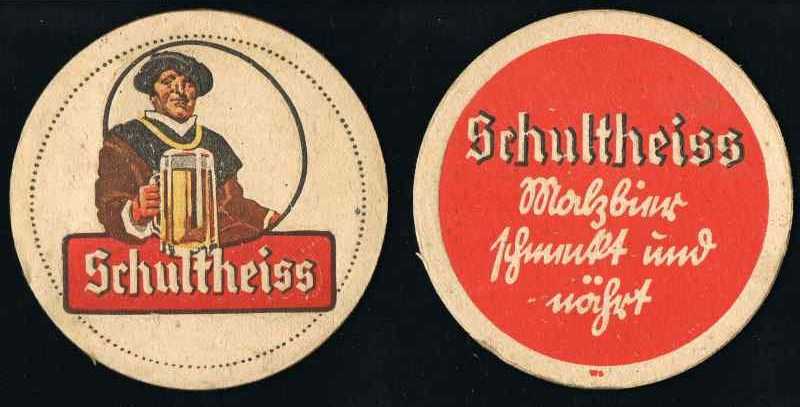 Schultheiss
Schultheiss
Malzbier
schmeckt und
nährt